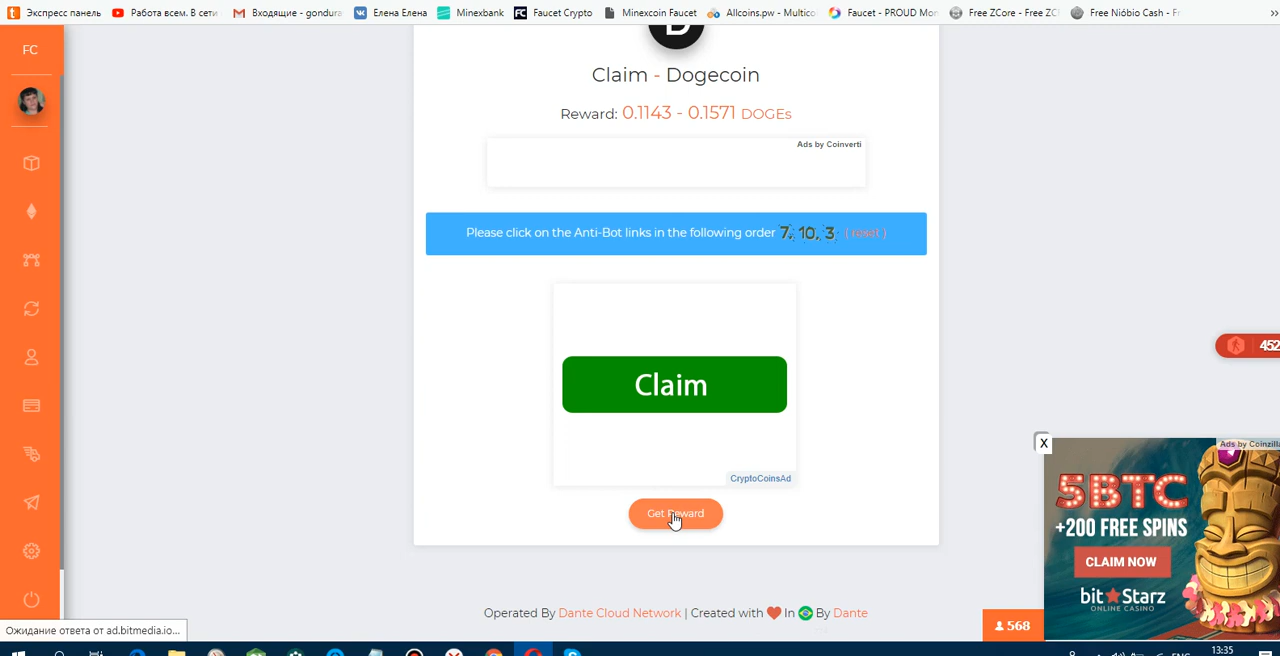 Экспресс панель
Работа всем. В сети
Входящие - gondura
Елена Елена
Minexbank
Faucet Crypto
Minexcoin Faucet
Allcoins.pw - Multico
Faucet - PROUD Mon
Free ZCore - Free ZC
Free Nióbio Cash - Fr
FC
Claim - Dogecoin
Reward: 0.1143 - 0.1571 DOGEs
Ads by Coinverti
Please click on the Anti-Bot links in the following order 7, 10, 3 ( reset )
Claim
CryptoCoinsAd
Get Reward
452
X
Ads by Coinzilla
5BTC
+200 FREE SPINS
CLAIM NOW
bitStarz
ONLINE CASINO
Operated By Dante Cloud Network | Created with In By Dante
568
Ожидание ответа от ad.bitmedia.io...
ENG
13:35